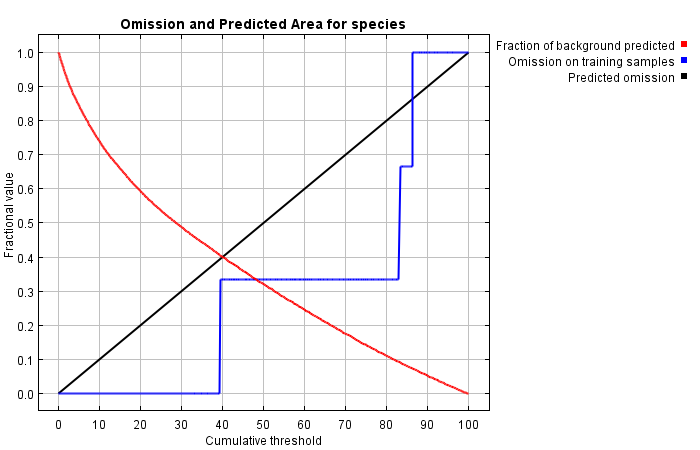 Omission and Predicted Area for species
Fraction of background predicted
Omission on training samples
Predicted omission
Fractional value
1.0
0.9
0.8
0.7
0.6
0.5
0.4
0.3
0.2
0.1
0.0
0 10 20 30 40 50 60 70 80 90 100
Cumulative threshold